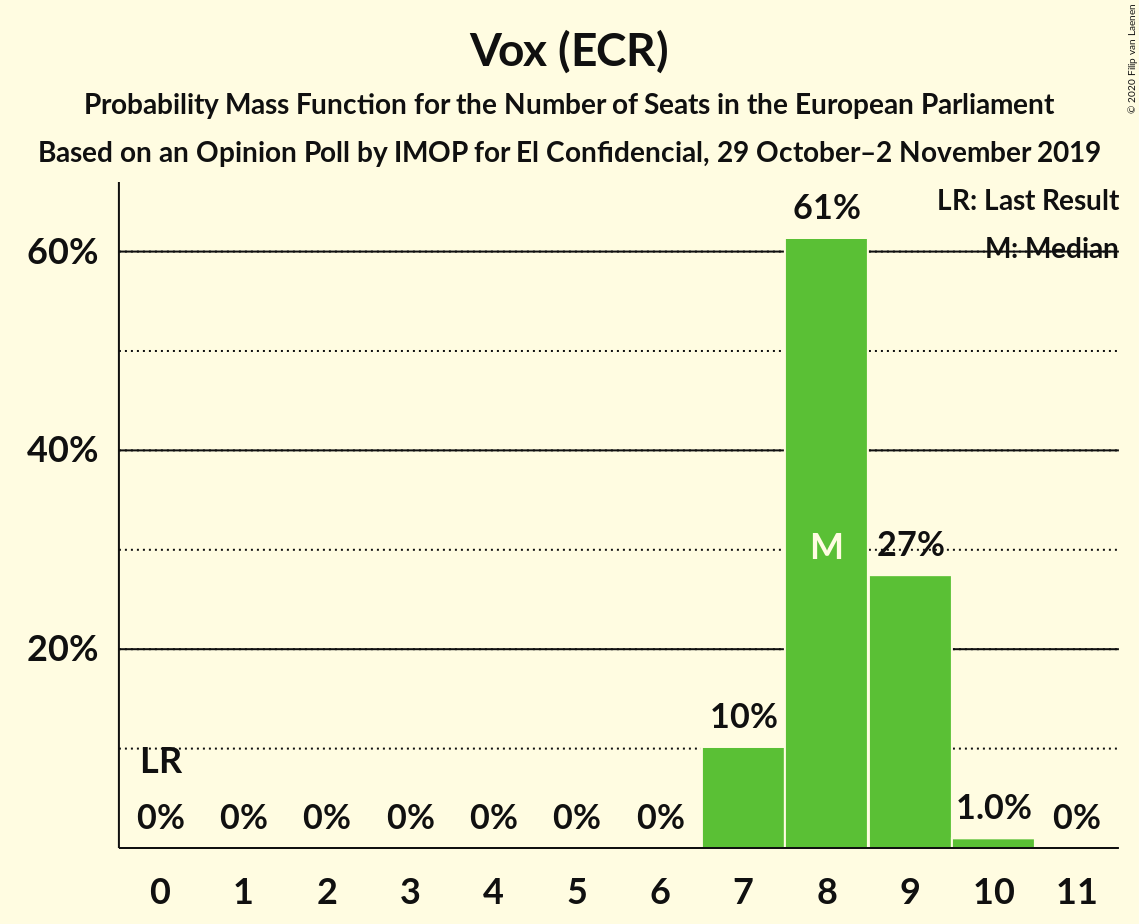 Vox (ECR)
Probability Mass Function for the Number of Seats in the European Parliament
Based on an Opinion Poll by IMOP for El Confidencial, 29 October–2 November 2019
© 2020 Filip van Laenen
LR: Last Result
M: Median
60%
40%
20%
61%
M
27%
10%
LR
0% 0% 0% 0% 0% 0% 0% 1.0% 0%
0 1 2 3 4 5 6 7 8 9 10 11